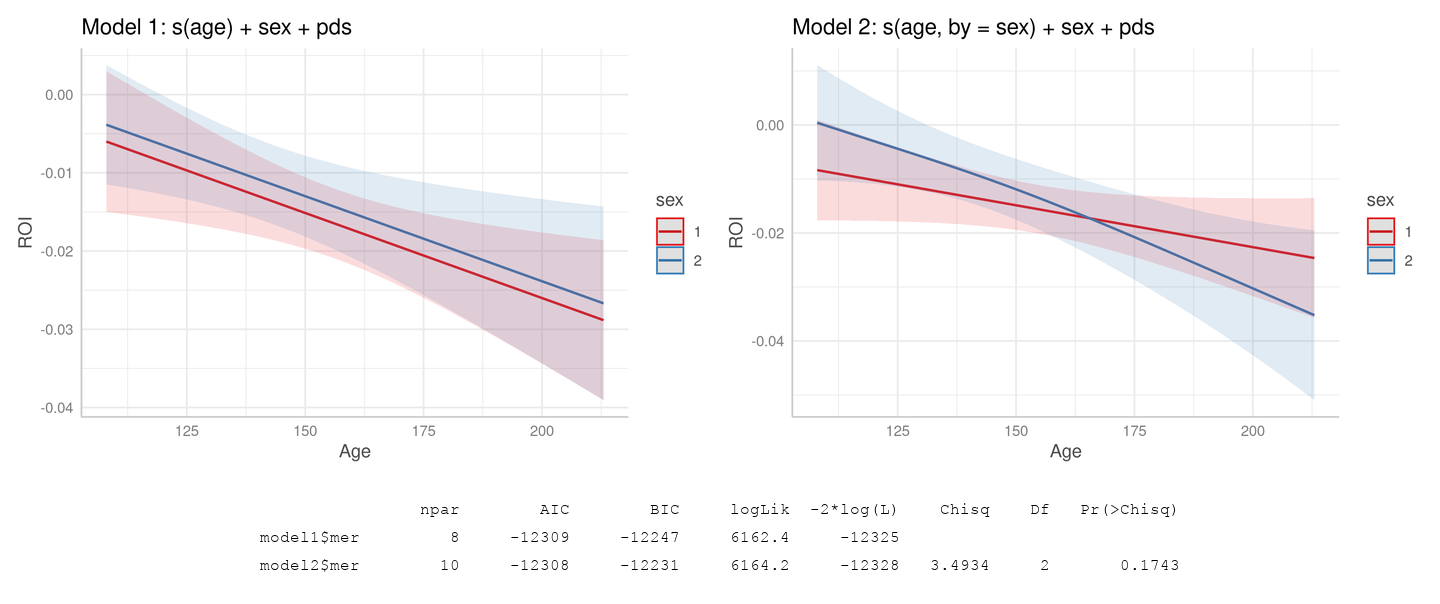 Model 1: s(age) + sex + pds
0.00
-0.01
-0.02
-0.03
-0.04
ROI
125 150 175 200
Age
sex
1
2
Model 2: s(age, by = sex) + sex + pds
0.00
-0.02
-0.04
ROI
125 150 175 200
Age
sex
1
2
npar AIC BIC logLik -2*log(L) Chisq Df Pr(>Chisq)
model1$mer 8 -12309 -12247 6162.4 -12325
model2$mer 10 -12308 -12231 6164.2 -12328 3.4934 2 0.1743